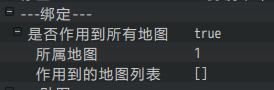 ---绑定---
是否作用到所有地图 true
所属地图 1
作用到的地图列表 []